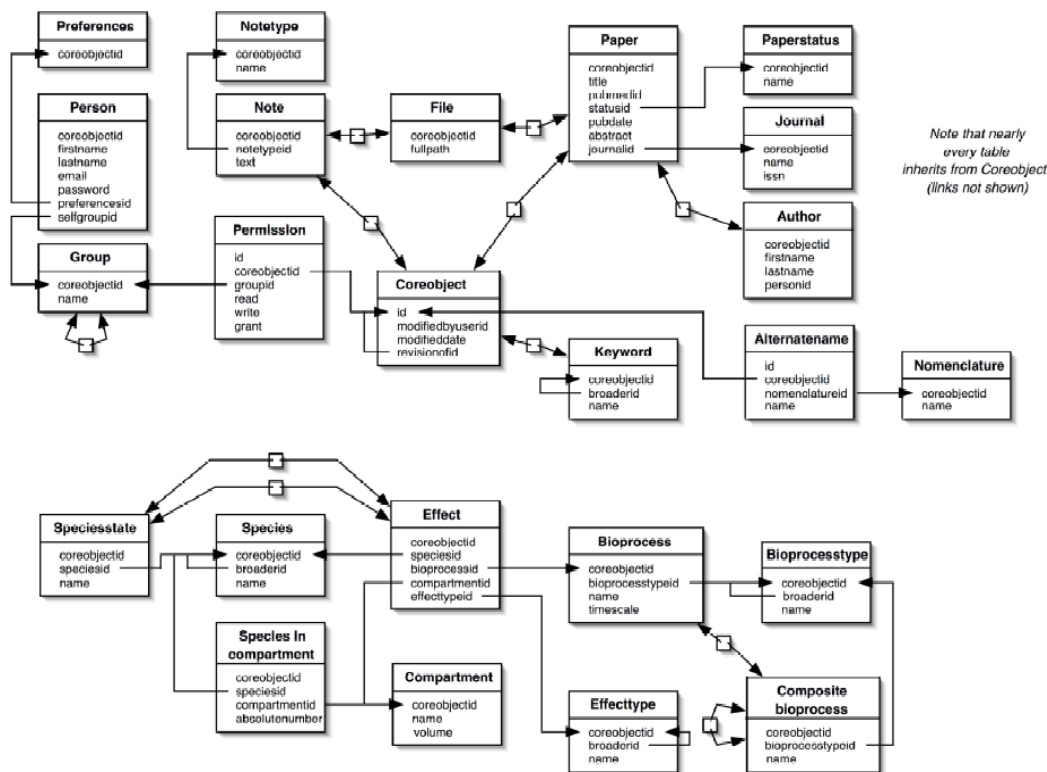 Preferences
coreobjectid
Notetype
coreobjectid
name
Paper
coreobjectid
title
pubmedid
statusid
pubdate
abstract
journalid
Paperstatus
coreobjectid
name
Person
coreobjectid
firstname
lastname
email
password
preferencesid
selfgroupid
Note
coreobjectid
notetypeid
text
File
coreobjectid
fullpath
Journal
coreobjectid
name
issn
Note that nearly
every table
inherits from Coreobject
(links not shown)
Author
coreobjectid
firstname
lastname
personid
Group
coreobjectid
name
Permission
id
coreobjectid
groupid
read
write
grant
Coreobject
id
modifiedbyuserid
modifieddate
revisionofid
Keyword
coreobjectid
broaderid
name
Alternatename
id
coreobjectid
nomenclatureid
name
Nomenclature
coreobjectid
name
Speciesstate
coreobjectid
speciesid
name
Species
coreobjectid
broaderid
name
Effect
coreobjectid
speciesid
bioprocessid
compartmentid
effecttypeid
Bioprocess
coreobjectid
bioprocesstypeid
name
timescale
Bioprocesstype
coreobjectid
broaderid
name
Species In
compartment
coreobjectid
speciesid
compartmentid
absolutenumber
Compartment
coreobjectid
name
volume
Effecttype
coreobjectid
broaderid
name
Composite
bioprocess
coreobjectid
bioprocesstypeid
name